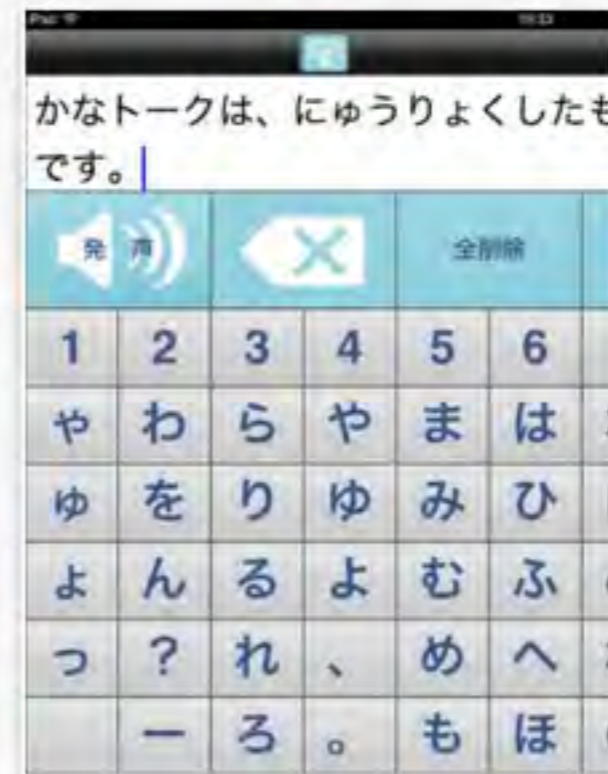 iPad
かなトークは、にゅうりょくしたも
です。
発 声
全削除
1 2 3 4 5 6
ゃ わ ら や ま は
ゅ を り ゆ み ひ
ょ ん る よ む ふ
っ ? れ 、 め へ
ー ろ 。 も ほ